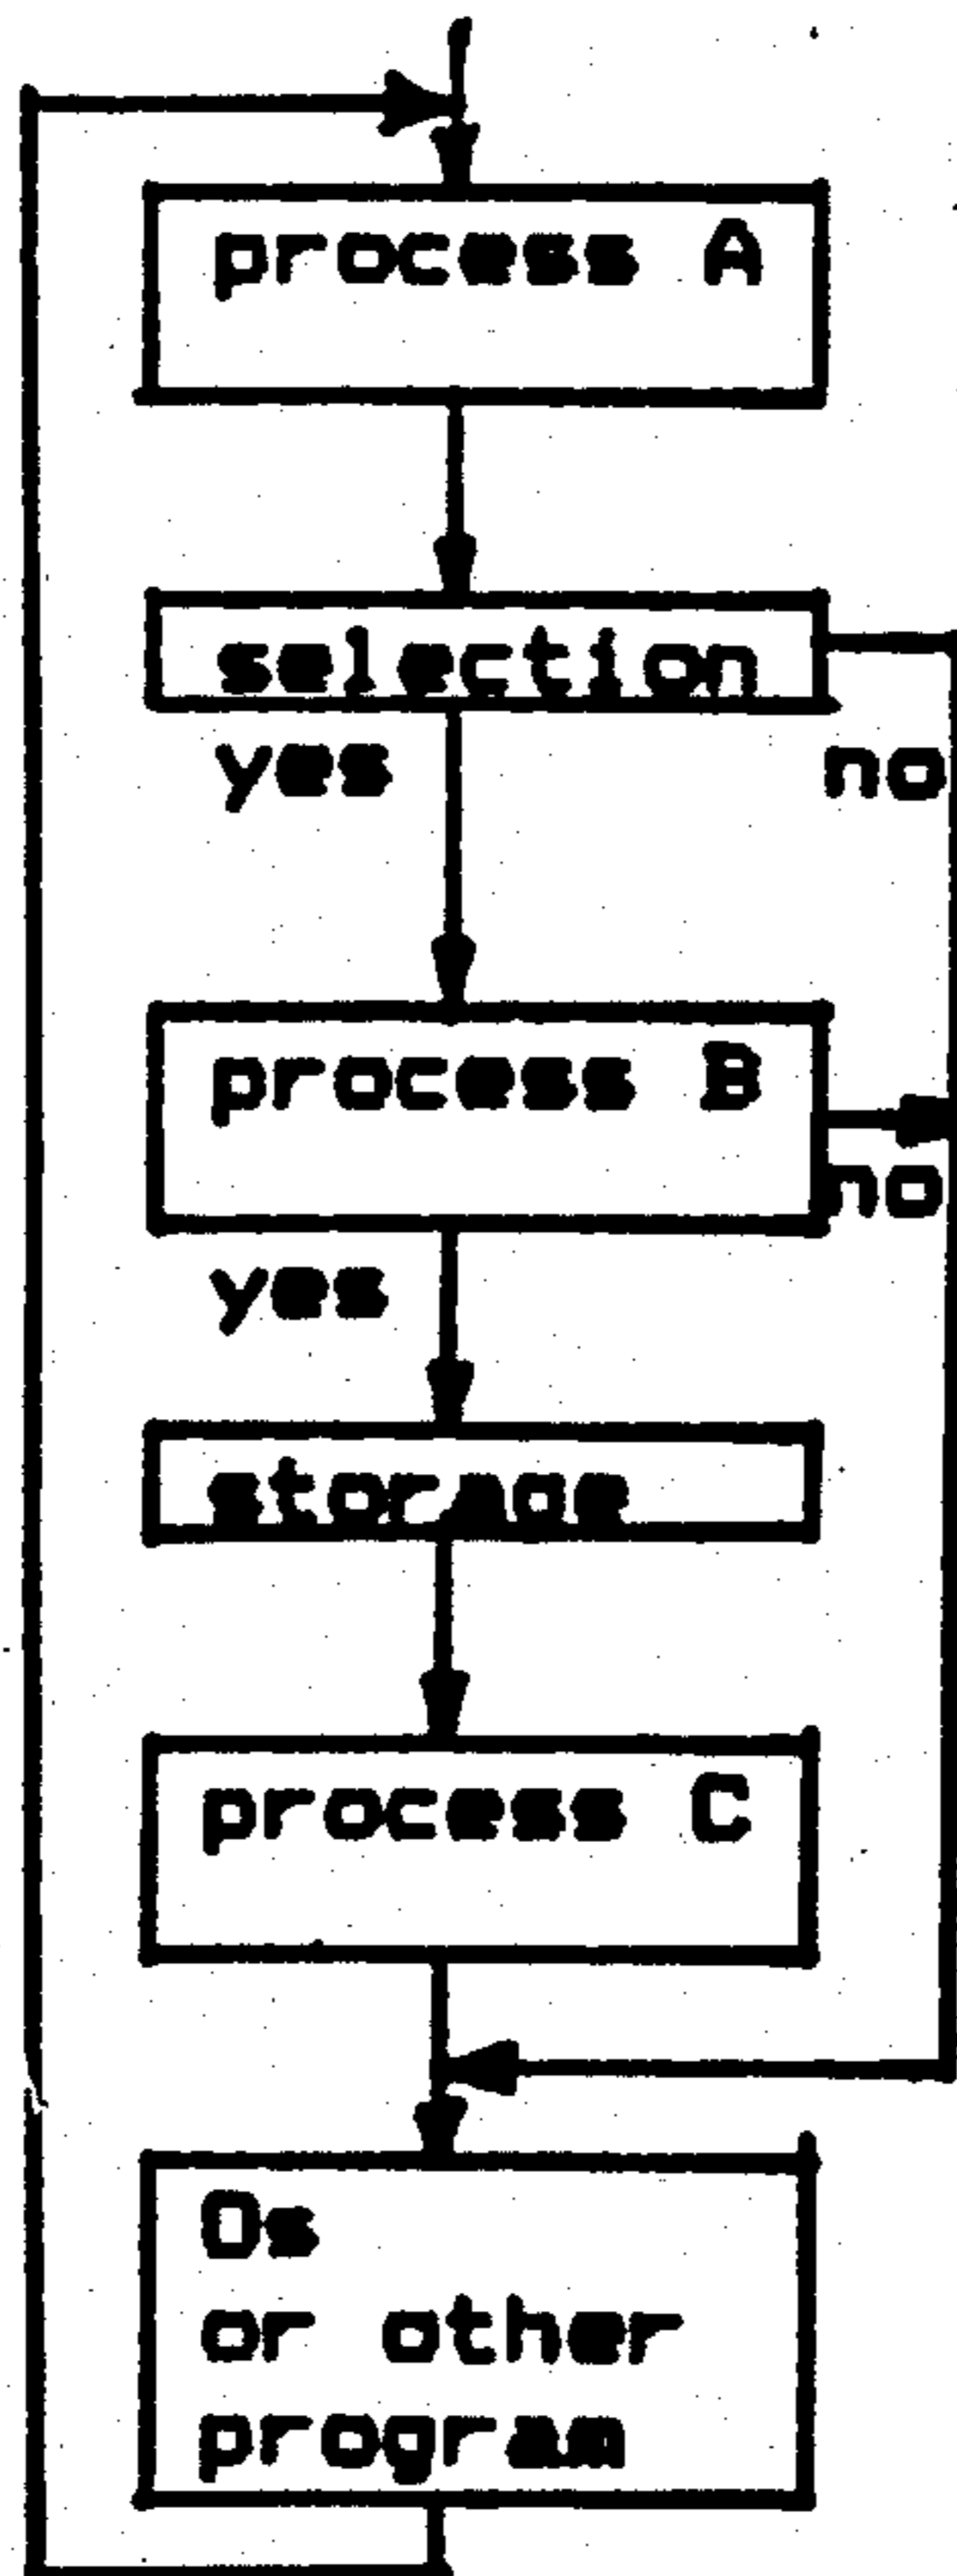 process A
selection
yes
no
process B
no
yes
storage
process C
Os
or other
program